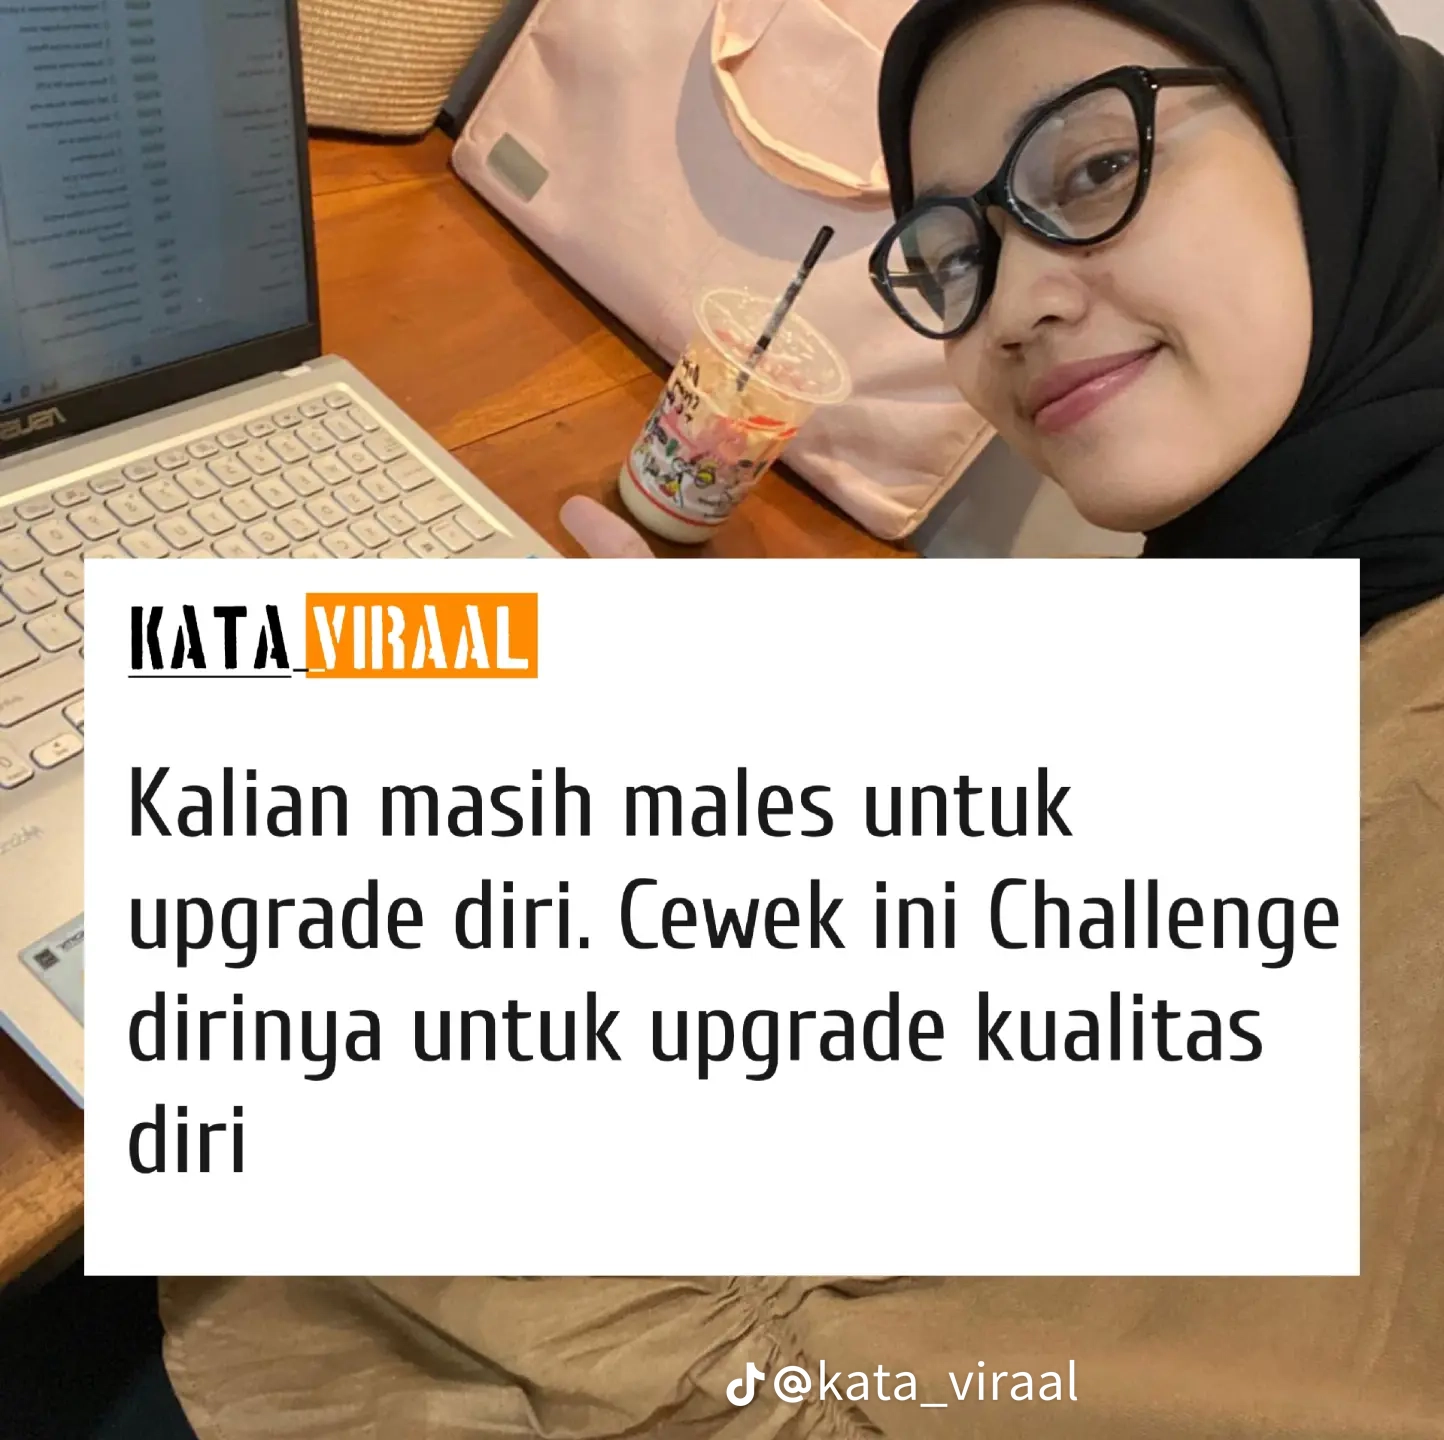 KATA_VIRAAL
Kalian masih males untuk
upgrade diri. Cewek ini Challenge
dirinya untuk upgrade kualitas
diri
@kata_viraal